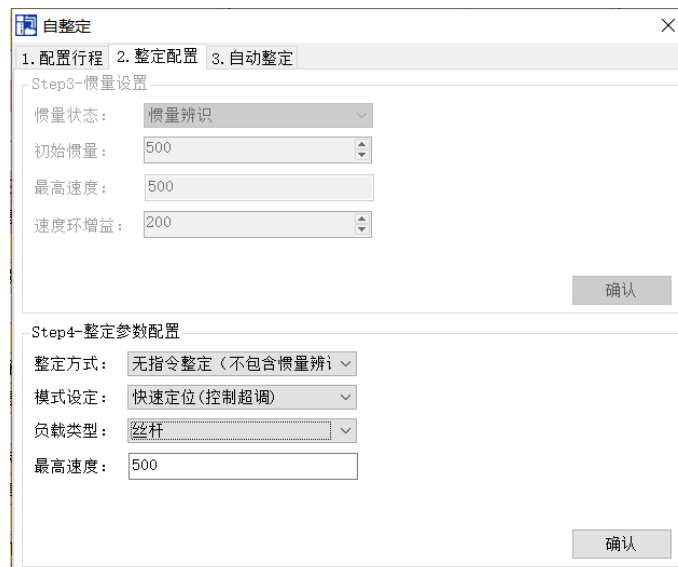 自整定
1.配置行程 2.整定配置 3.自动整定
Step3-惯量设置
惯量状态： 惯量辨识
初始惯量： 500
最高速度： 500
速度环增益： 200
确认
Step4-整定参数配置
整定方式： 无指令整定（不包含惯量辨
模式设定： 快速定位(控制超调)
负载类型： 丝杆
最高速度： 500
确认